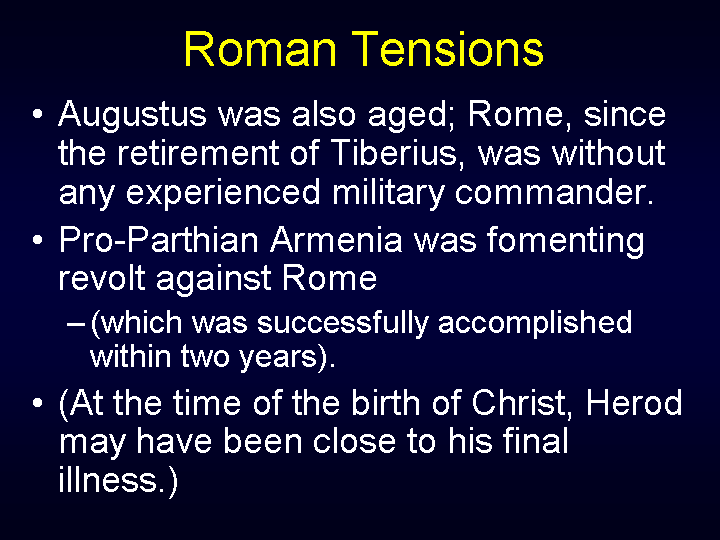 Roman Tensions
• Augustus was also aged; Rome, since
the retirement of Tiberius, was without
any experienced military commander.
• Pro-Parthian Armenia was fomenting
revolt against Rome
– (which was successfully accomplished
within two years).
• (At the time of the birth of Christ, Herod
may have been close to his final
illness.)